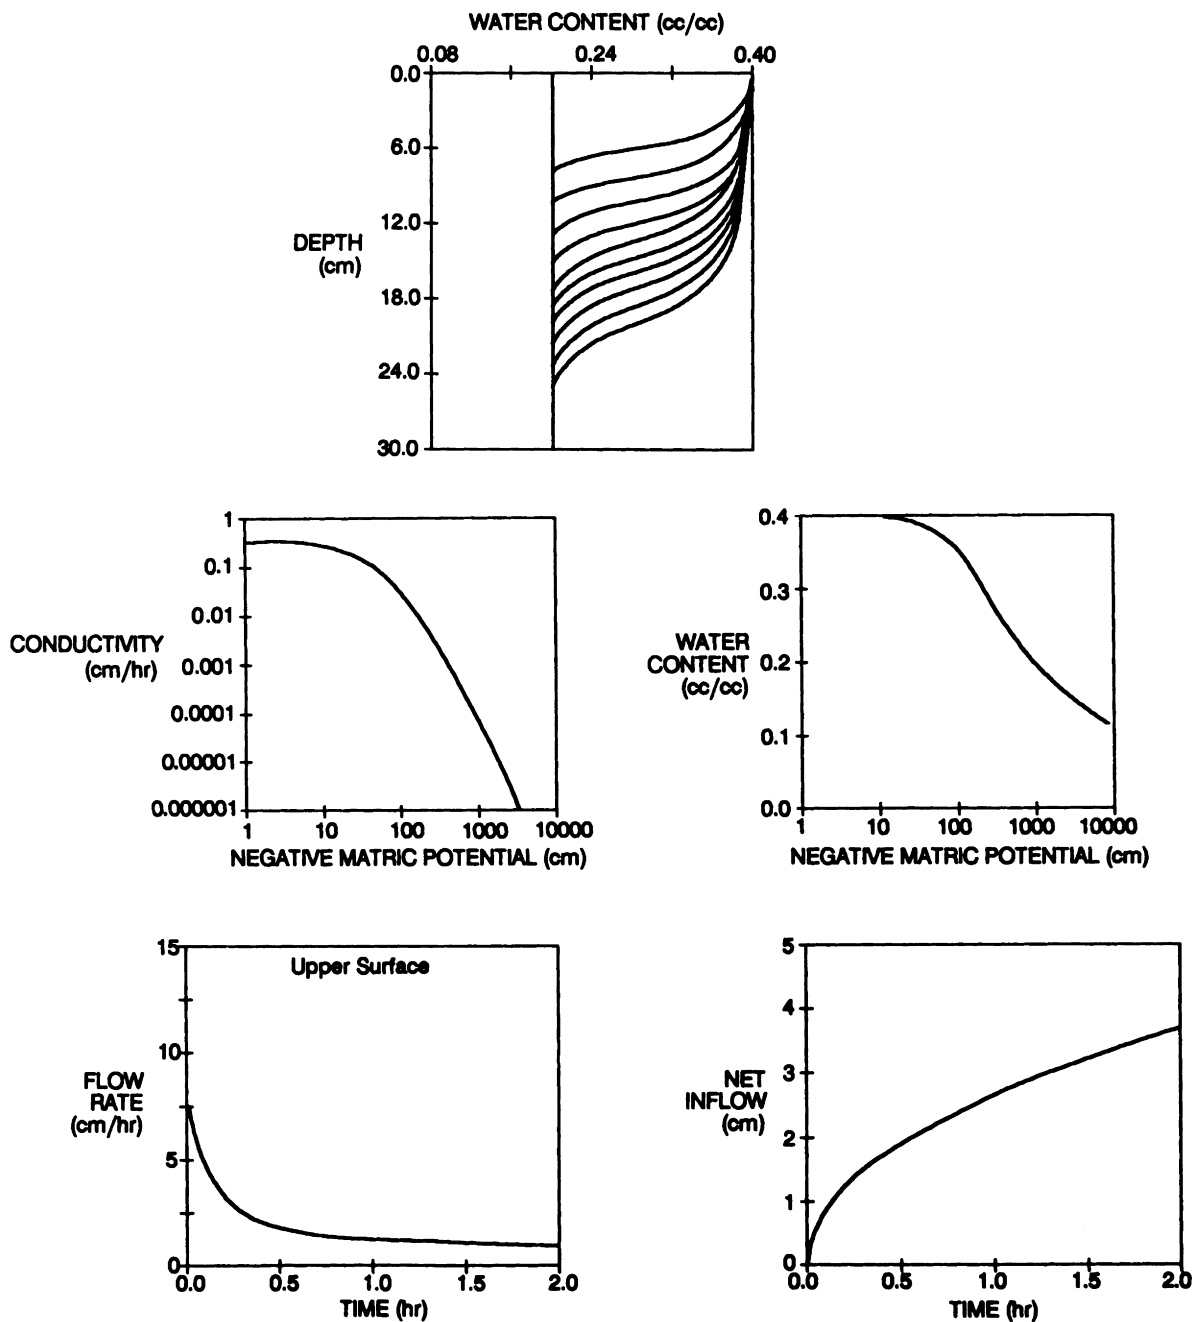 WATER CONTENT (cc/cc)
0.08 0.24 0.40
0.0
6.0
12.0
18.0
24.0
30.0
DEPTH
(cm)
1
0.1
0.01
0.001
0.0001
0.00001
0.000001
CONDUCTIVITY
(cm/hr)
1 10 100 1000 10000
NEGATIVE MATRIC POTENTIAL (cm)
0.4
0.3
0.2
0.1
0.0
WATER
CONTENT
(cc/cc)
1 10 100 1000 10000
NEGATIVE MATRIC POTENTIAL (cm)
15
10
5
0
Upper Surface
FLOW
RATE
(cm/hr)
0.0 0.5 1.0 1.5 2.0
TIME (hr)
5
4
3
2
1
0
NET
INFLOW
(cm)
0.0 0.5 1.0 1.5 2.0
TIME (hr)